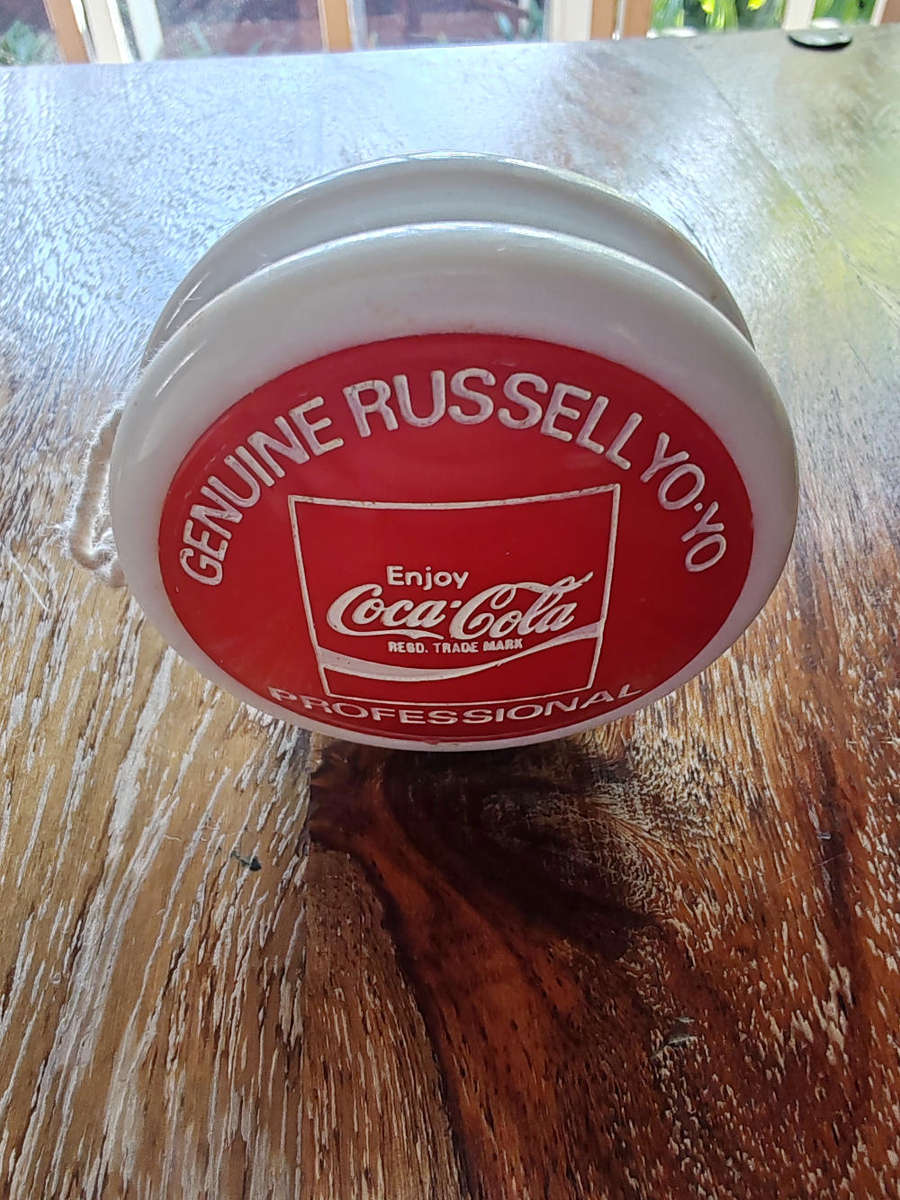 GENUINE RUSSELL YO·YO
Enjoy
Coca-Cola
REGD. TRADE MARK
PROFESSIONAL